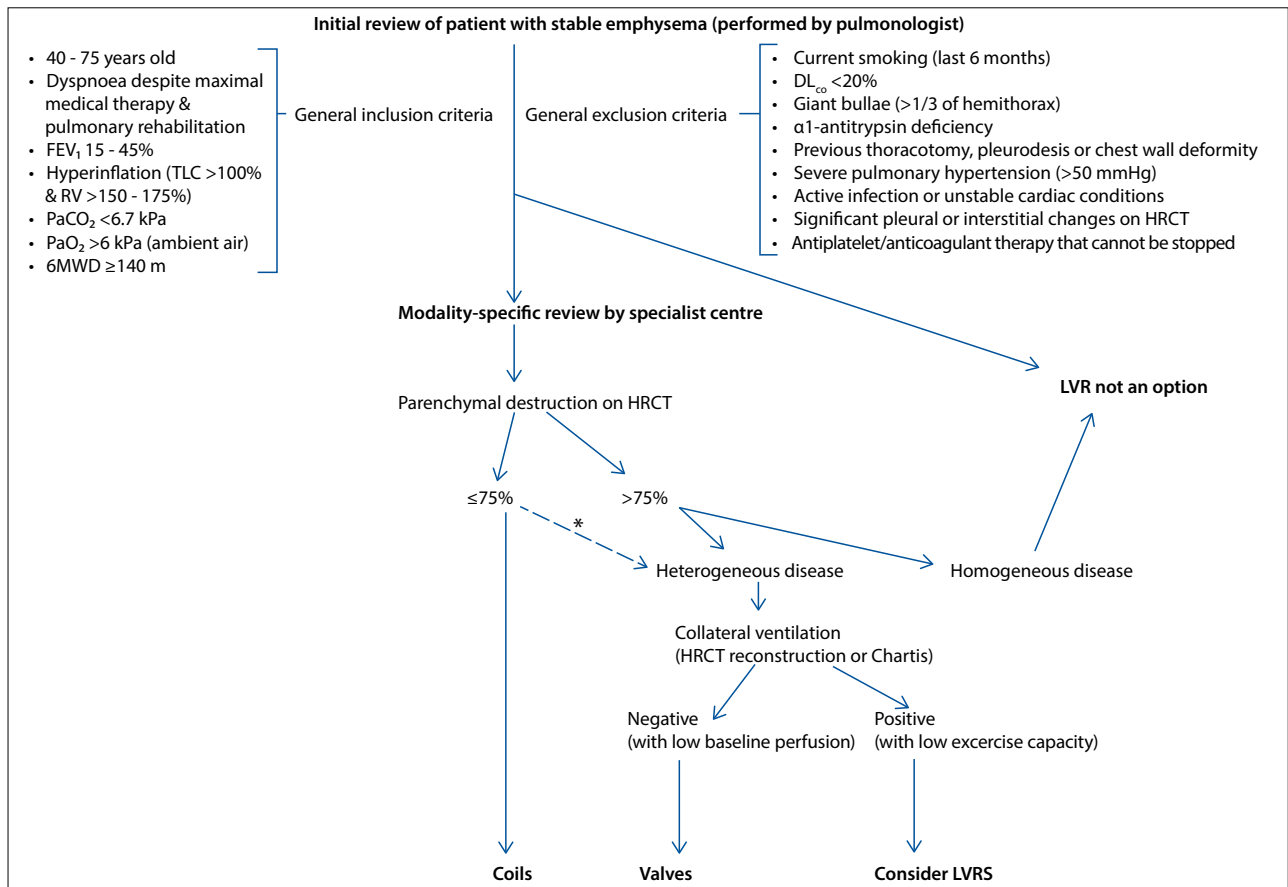 Initial review of patient with stable emphysema (performed by pulmonologist)
• 40 - 75 years old
• Dyspnoea despite maximal
medical therapy &
pulmonary rehabilitation
• FEV₁ 15 - 45%
• Hyperinflation (TLC >100%
& RV >150 - 175%)
• PaCO₂ <6.7 kPa
• PaO₂ >6 kPa (ambient air)
• 6MWD ≥140 m
General inclusion criteria
General exclusion criteria
• Current smoking (last 6 months)
• DLco <20%
• Giant bullae (>1/3 of hemithorax)
• α1-antitrypsin deficiency
• Previous thoracotomy, pleurodesis or chest wall deformity
• Severe pulmonary hypertension (>50 mmHg)
• Active infection or unstable cardiac conditions
• Significant pleural or interstitial changes on HRCT
• Antiplatelet/anticoagulant therapy that cannot be stopped
Modality-specific review by specialist centre
LVR not an option
Parenchymal destruction on HRCT
≤75%
>75%
*
Heterogeneous disease
Homogeneous disease
Collateral ventilation
(HRCT reconstruction or Chartis)
Negative
(with low baseline perfusion)
Positive
(with low excercise capacity)
Coils
Valves
Consider LVRS